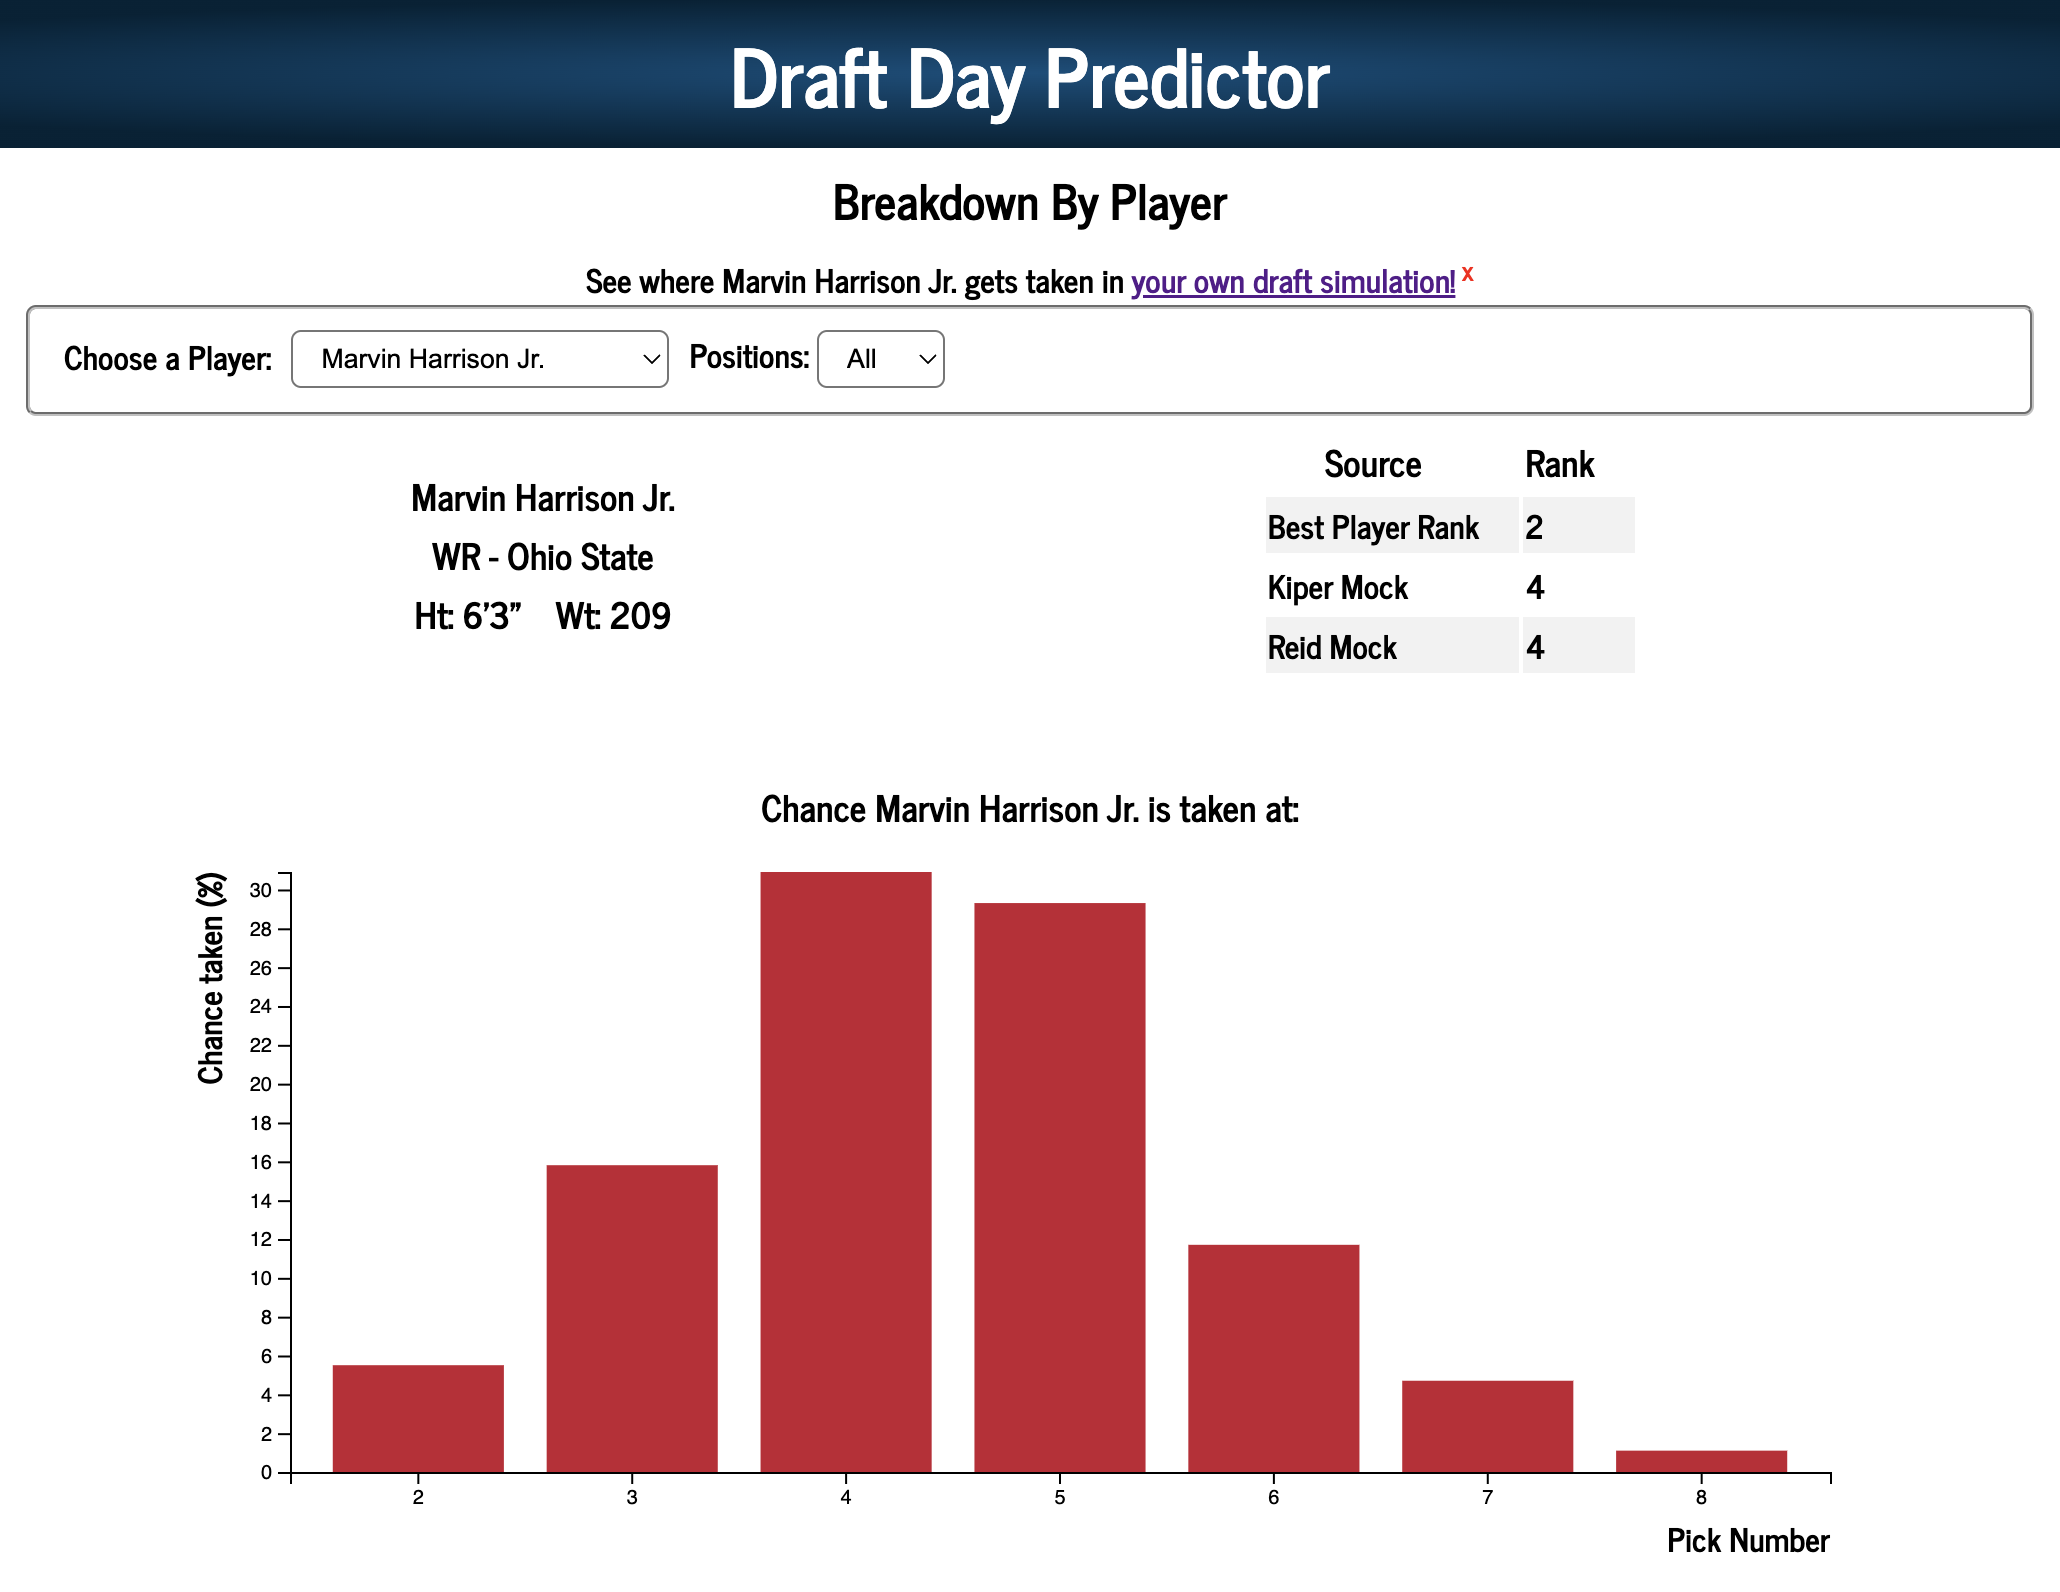 Draft Day Predictor
Breakdown By Player
See where Marvin Harrison Jr. gets taken in your own draft simulation! x
Choose a Player: Marvin Harrison Jr. Positions: All
Marvin Harrison Jr.
WR - Ohio State
Ht: 6'3" Wt: 209
Source Rank
Best Player Rank 2
Kiper Mock 4
Reid Mock 4
Chance Marvin Harrison Jr. is taken at:
Chance taken (%)
30
28
26
24
22
20
18
16
14
12
10
8
6
4
2
0
2 3 4 5 6 7 8
Pick Number